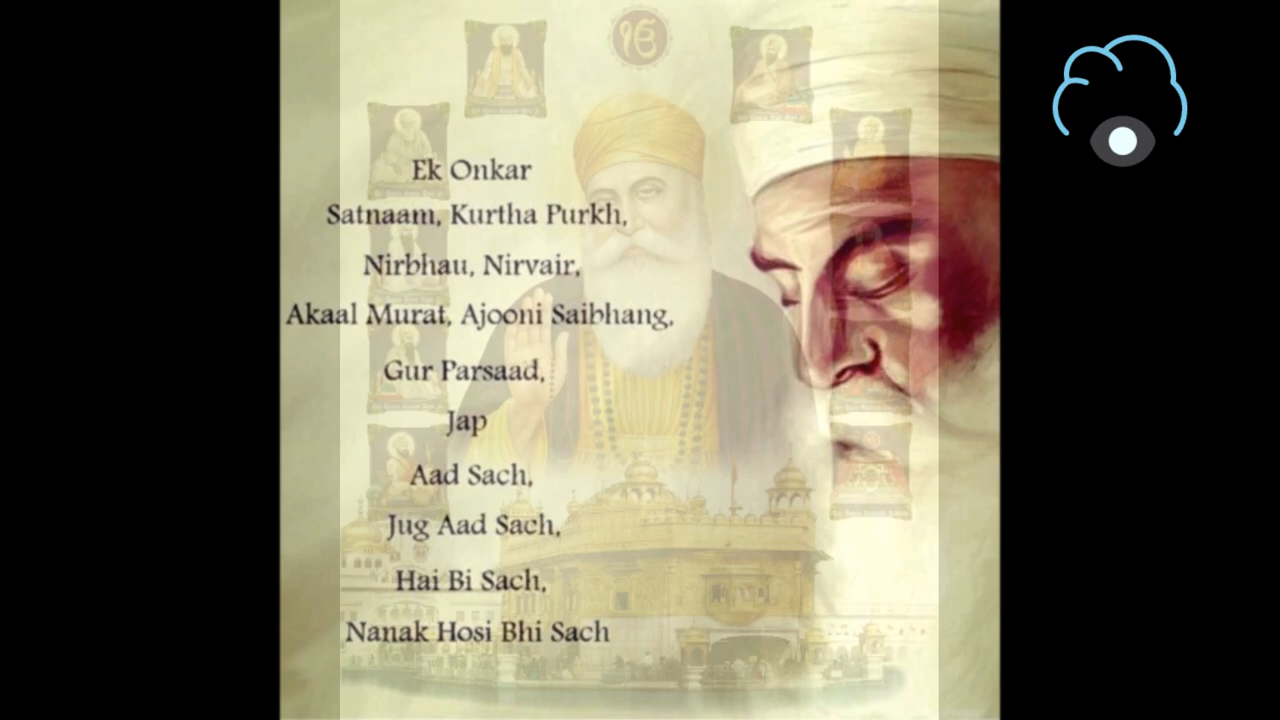 ੴ
Ek Onkar
Satnaam, Kurtha Purkh,
Nirbhau, Nirvair,
Akaal Murat, Ajooni Saibhang,
Gur Parsaad,
Jap
Aad Sach,
Jug Aad Sach,
Hai Bi Sach,
Nanak Hosi Bhi Sach